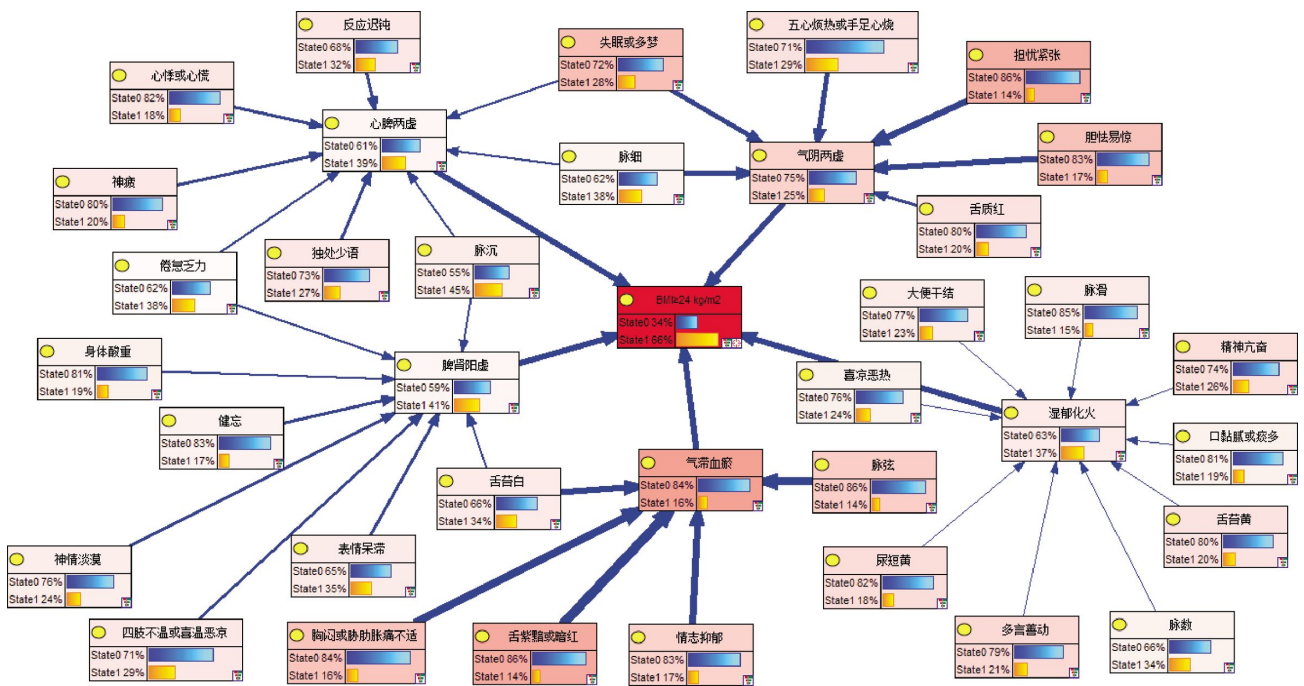 反应迟钝
State0 68%
State1 32%
失眠或多梦
State0 72%
State1 28%
五心烦热或手足心烧
State0 71%
State1 29%
担忧紧张
State0 86%
State1 14%
心悸或心慌
State0 82%
State1 18%
心脾两虚
State0 61%
State1 39%
脉细
State0 62%
State1 38%
气阴两虚
State0 75%
State1 25%
胆怯易惊
State0 83%
State1 17%
神疲
State0 80%
State1 20%
舌质红
State0 80%
State1 20%
倦怠乏力
State0 62%
State1 38%
独处少语
State0 73%
State1 27%
脉沉
State0 55%
State1 45%
BMI≥24 kg/m2
State0 34%
State1 66%
大便干结
State0 77%
State1 23%
脉滑
State0 85%
State1 15%
身体酸重
State0 81%
State1 19%
脾肾阳虚
State0 59%
State1 41%
喜凉恶热
State0 76%
State1 24%
精神亢奋
State0 74%
State1 26%
健忘
State0 83%
State1 17%
湿郁化火
State0 63%
State1 37%
口黏腻或痰多
State0 81%
State1 19%
舌苔白
State0 66%
State1 34%
气滞血瘀
State0 84%
State1 16%
脉弦
State0 86%
State1 14%
舌苔黄
State0 80%
State1 20%
神情淡漠
State0 76%
State1 24%
表情呆滞
State0 65%
State1 35%
尿短黄
State0 82%
State1 18%
四肢不温或喜温恶凉
State0 71%
State1 29%
胸闷或胁肋胀痛不适
State0 84%
State1 16%
舌紫黯或暗红
State0 86%
State1 14%
情志抑郁
State0 83%
State1 17%
多言善动
State0 79%
State1 21%
脉数
State0 66%
State1 34%